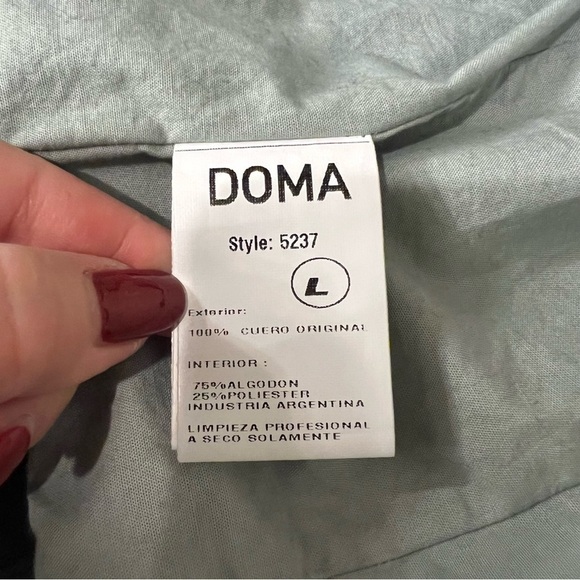 DOMA
Style: 5237
L
Exterior:
100% CUERO ORIGINAL
INTERIOR :
75%ALGODON
25%POLIESTER
INDUSTRIA ARGENTINA
LIMPIEZA PROFESIONAL
A SECO SOLAMENTE